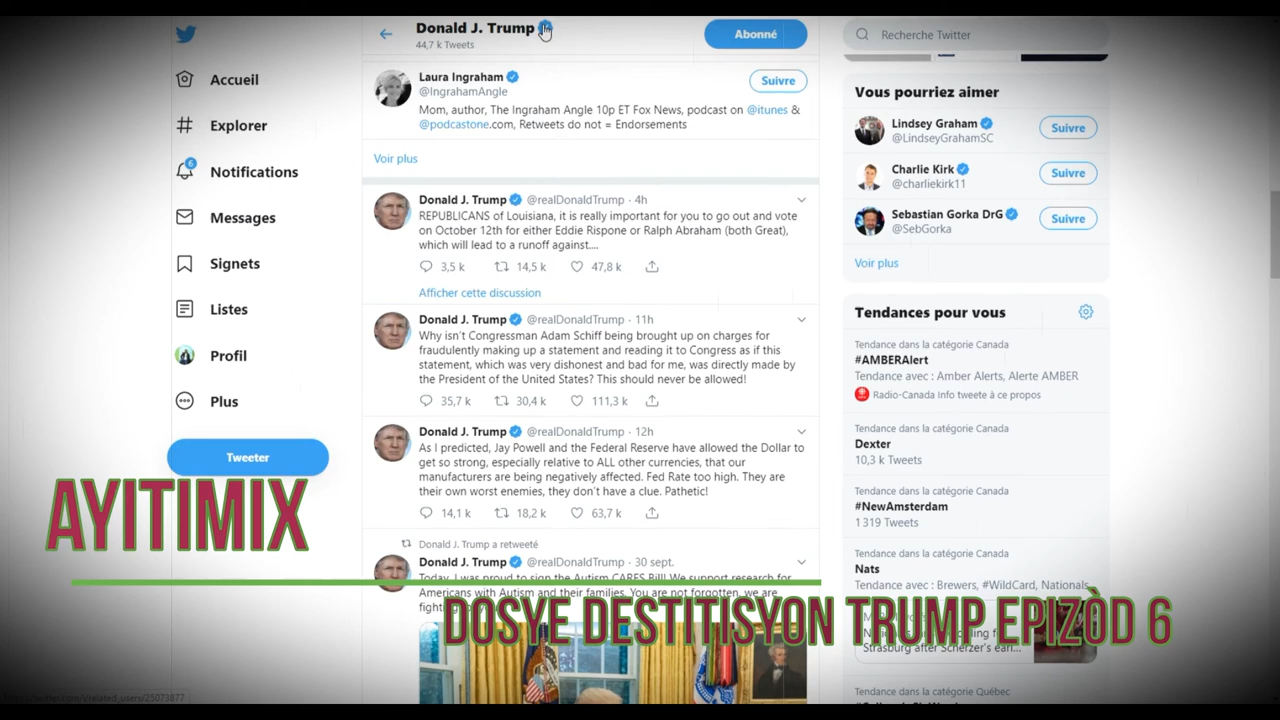 Accueil
Explorer
6
Notifications
Messages
Signets
Listes
Profil
Plus
Tweeter
Donald J. Trump
44,7 k Tweets
Abonné
Laura Ingraham
@IngrahamAngle
Suivre
Mom, author, The Ingraham Angle 10p ET Fox News, podcast on @itunes &
@podcastone.com, Retweets do not = Endorsements
Voir plus
Donald J. Trump @realDonaldTrump · 4h
REPUBLICANS of Louisiana, it is really important for you to go out and vote
on October 12th for either Eddie Rispone or Ralph Abraham (both Great),
which will lead to a runoff against....
3,5 k 14,5 k 47,8 k
Afficher cette discussion
Donald J. Trump @realDonaldTrump · 11h
Why isn't Congressman Adam Schiff being brought up on charges for
fraudulently making up a statement and reading it to Congress as if this
statement, which was very dishonest and bad for me, was directly made by
the President of the United States? This should never be allowed!
35,7 k 30,4 k 111,3 k
Donald J. Trump @realDonaldTrump · 12h
As I predicted, Jay Powell and the Federal Reserve have allowed the Dollar to
get so strong, especially relative to ALL other currencies, that our
manufacturers are being negatively affected. Fed Rate too high. They are
their own worst enemies, they don't have a clue. Pathetic!
14,1 k 18,2 k 63,7 k
Donald J. Trump a retweeté
Donald J. Trump @realDonaldTrump · 30 sept.
Today, I was proud to sign the Autism CARES Bill! We support research for
Americans with Autism and their families. You are not forgotten, we are
Recherche Twitter
Vous pourriez aimer
Lindsey Graham
@LindseyGrahamSC
Suivre
Charlie Kirk
@charliekirk11
Suivre
Sebastian Gorka DrG
@SebGorka
Suivre
Voir plus
Tendances pour vous
Tendance dans la catégorie Canada
#AMBERAlert
Tendance avec : Amber Alerts, Alerte AMBER
Radio-Canada Info tweete à ce propos
Tendance dans la catégorie Canada
Dexter
10,3 k Tweets
Tendance dans la catégorie Canada
#NewAmsterdam
1 319 Tweets
Tendance dans la catégorie Canada
Nats
Tendance avec : Brewers, #WildCard, Nationals
Strasburg after Scherzer's ean...
Tendance dans la catégorie Québec
AYITIMIX
DOSYE DESTITISYON TRUMP EPIZÒD 6